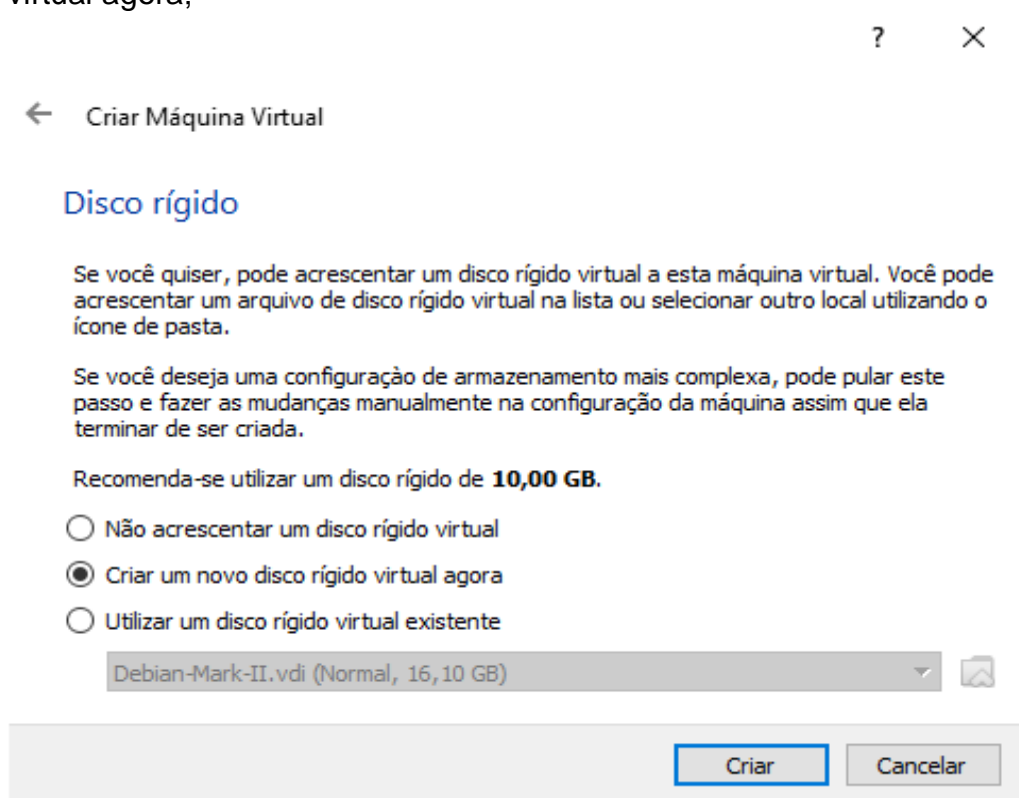 virtual agora;
?
Criar Máquina Virtual
Disco rígido
Se você quiser, pode acrescentar um disco rígido virtual a esta máquina virtual. Você pode
acrescentar um arquivo de disco rígido virtual na lista ou selecionar outro local utilizando o
ícone de pasta.
Se você deseja uma configuraçào de armazenamento mais complexa, pode pular este
passo e fazer as mudanças manualmente na configuração da máquina assim que ela
terminar de ser criada.
Recomenda-se utilizar um disco rígido de 10,00 GB.
Não acrescentar um disco rígido virtual
Criar um novo disco rígido virtual agora
Utilizar um disco rígido virtual existente
Debian-Mark-II.vdi (Normal, 16,10 GB)
Criar Cancelar